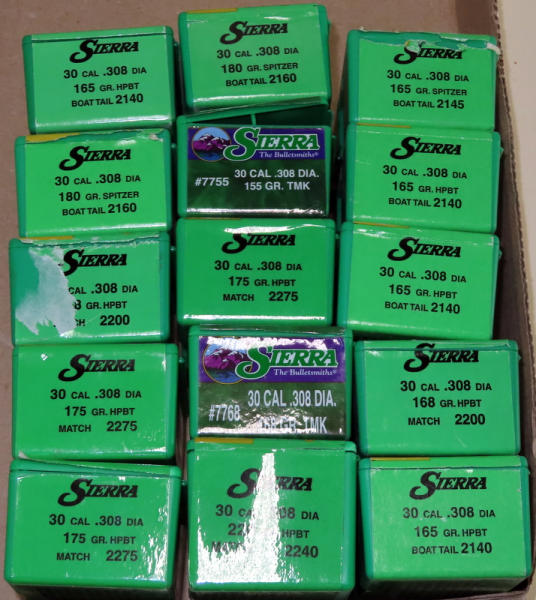 SIERRA
30 CAL .308 DIA
165 GR. HPBT
BOAT TAIL 2140
SIERRA
30 CAL .308 DIA
180 GR. SPITZER
BOAT TAIL 2160
SIERRA
30 CAL .308 DIA
165 GR. SPITZER
BOAT TAIL 2145
SIERRA
30 CAL .308 DIA
180 GR. SPITZER
BOAT TAIL 2160
SIERRA
The Bulletsmiths®
#7755 30 CAL .308 DIA.
155 GR. TMK
SIERRA
30 CAL .308 DIA
165 GR. HPBT
BOAT TAIL 2140
SIERRA
30 CAL .308 DIA
GR. HPBT
2200
SIERRA
30 CAL .308 DIA
175 GR. HPBT
MATCH 2275
SIERRA
30 CAL .308 DIA
165 GR. HPBT
BOAT TAIL 2140
SIERRA
30 CAL .308 DIA
175 GR. HPBT
MATCH 2275
SIERRA
The Bulletsmiths®
#7768 30 CAL .308 DIA.
GR. TMK
SIERRA
30 CAL .308 DIA
168 GR. HPBT
MATCH 2200
SIERRA
30 CAL .308 DIA
175 GR. HPBT
MATCH 2275
SIERRA
30 CAL .308 DIA
2240
SIERRA
30 CAL .308 DIA
165 GR. HPBT
BOAT TAIL 2140